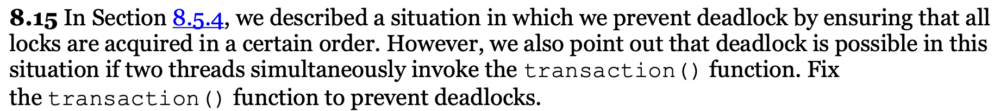 8.15 In Section 8.5.4, we described a situation in which we prevent deadlock by ensuring that all
locks are acquired in a certain order. However, we also point out that deadlock is possible in this
situation if two threads simultaneously invoke the transaction() function. Fix
the transaction() function to prevent deadlocks.